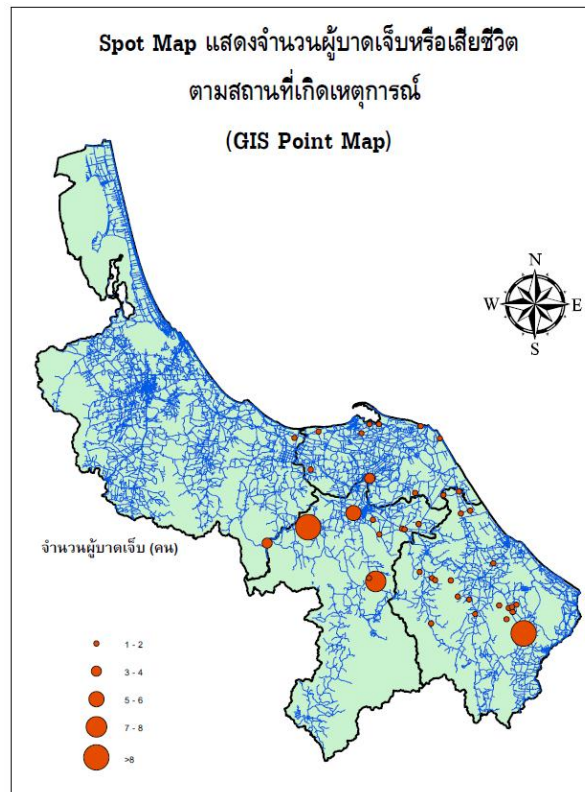 Spot Map แสดงจำนวนผู้บาดเจ็บหรือเสียชีวิต
ตามสถานที่เกิดเหตุการณ์
(GIS Point Map)
N
W E
S
จำนวนผู้บาดเจ็บ (คน)
1 - 2
3 - 4
5 - 6
7 - 8
>8